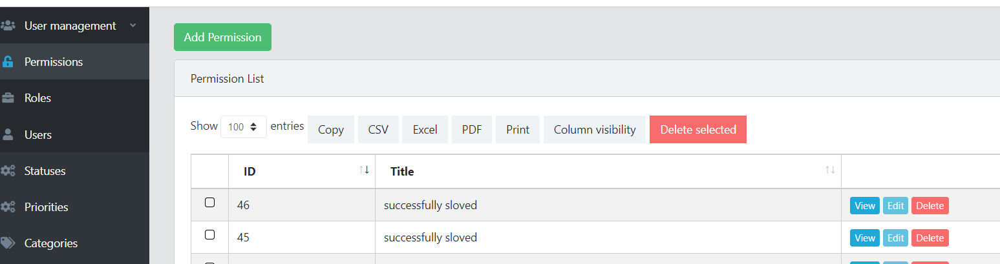 User management
Permissions
Roles
Users
Statuses
Priorities
Categories
Add Permission
Permission List
Show 100 entries Copy CSV Excel PDF Print Column visibility Delete selected
ID Title
46 successfully sloved View Edit Delete
45 successfully sloved View Edit Delete